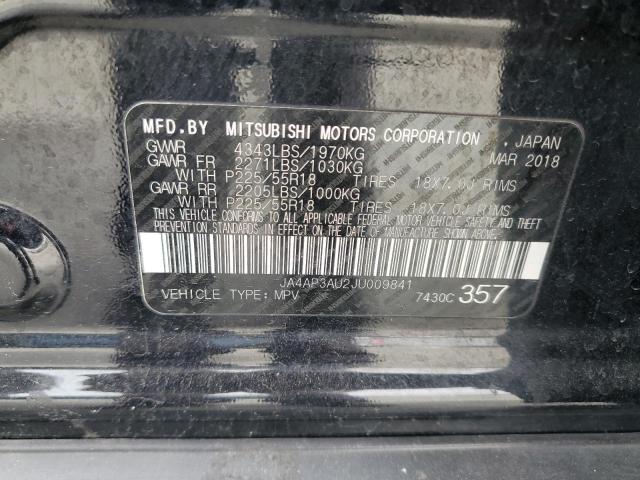 MFD.BY MITSUBISHI MOTORS CORPORATION , JAPAN
GVWR 4343LBS/1970KG MAR 2018
GAWR FR 2271LBS/1030KG
WITH P225/55R18 TIRES 18X7.0J RIMS
GAWR RR 2205LBS/1000KG
WITH P225/55R18 TIRES 18X7.0J RIMS
THIS VEHICLE CONFORMS TO ALL APPLICABLE FEDERAL MOTOR VEHICLE SAFETY AND THEFT
PREVENTION STANDARDS IN EFFECT ON THE DATE OF MANUFACTURE SHOWN ABOVE.
JA4AP3AU2JU009841
VEHICLE TYPE: MPV 7430C 357